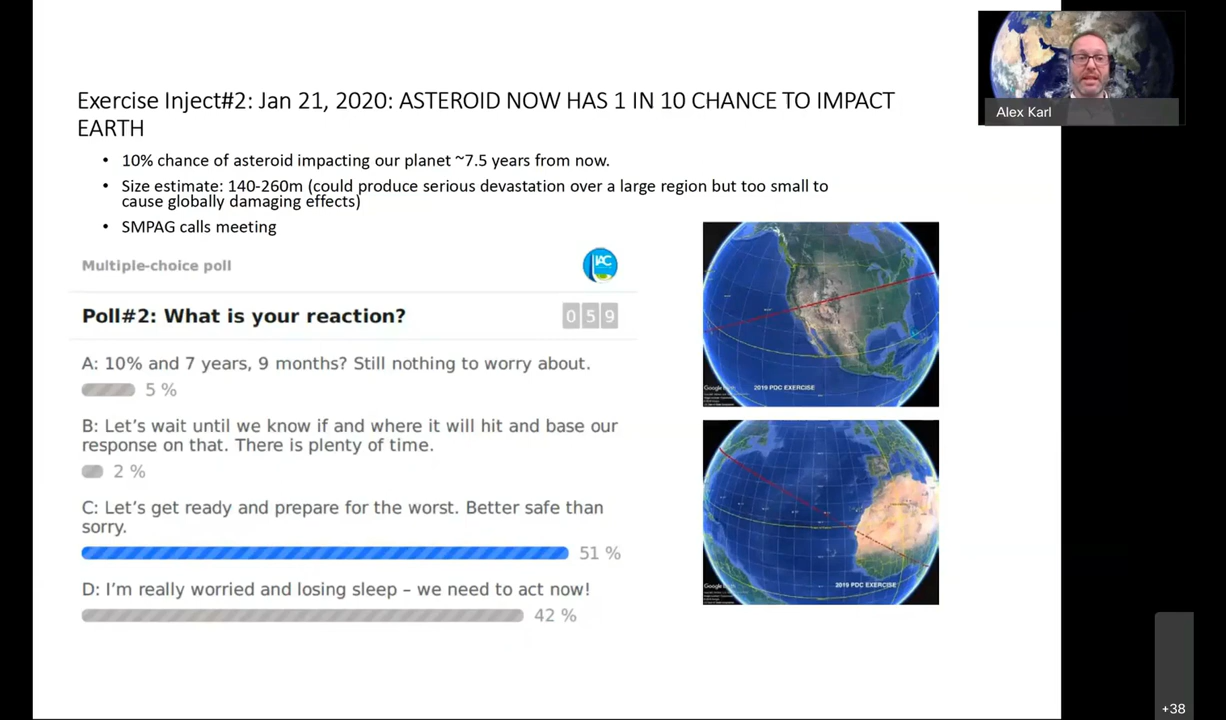 Alex Karl
Exercise Inject#2: Jan 21, 2020: ASTEROID NOW HAS 1 IN 10 CHANCE TO IMPACT
EARTH
• 10% chance of asteroid impacting our planet ~7.5 years from now.
• Size estimate: 140-260m (could produce serious devastation over a large region but too small to
cause globally damaging effects)
• SMPAG calls meeting
Multiple-choice poll
IAC
Poll#2: What is your reaction?
059
A: 10% and 7 years, 9 months? Still nothing to worry about.
5 %
B: Let’s wait until we know if and where it will hit and base our
response on that. There is plenty of time.
2 %
C: Let’s get ready and prepare for the worst. Better safe than
sorry.
51 %
D: I’m really worried and losing sleep – we need to act now!
42 %
2019 PDC EXERCISE
2019 PDC EXERCISE
+38